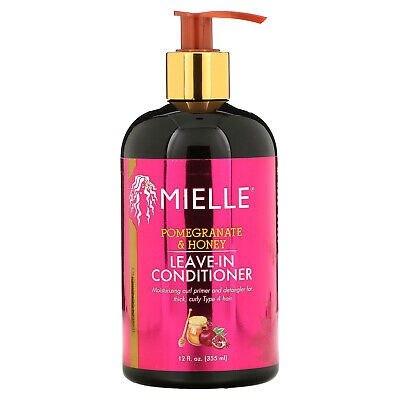 MIELLE®
POMEGRANATE
& HONEY
LEAVE-IN
CONDITIONER
Moisturizing curl primer and detangler for
thick, curly Type 4 hair
12 fl. oz. (355 ml)